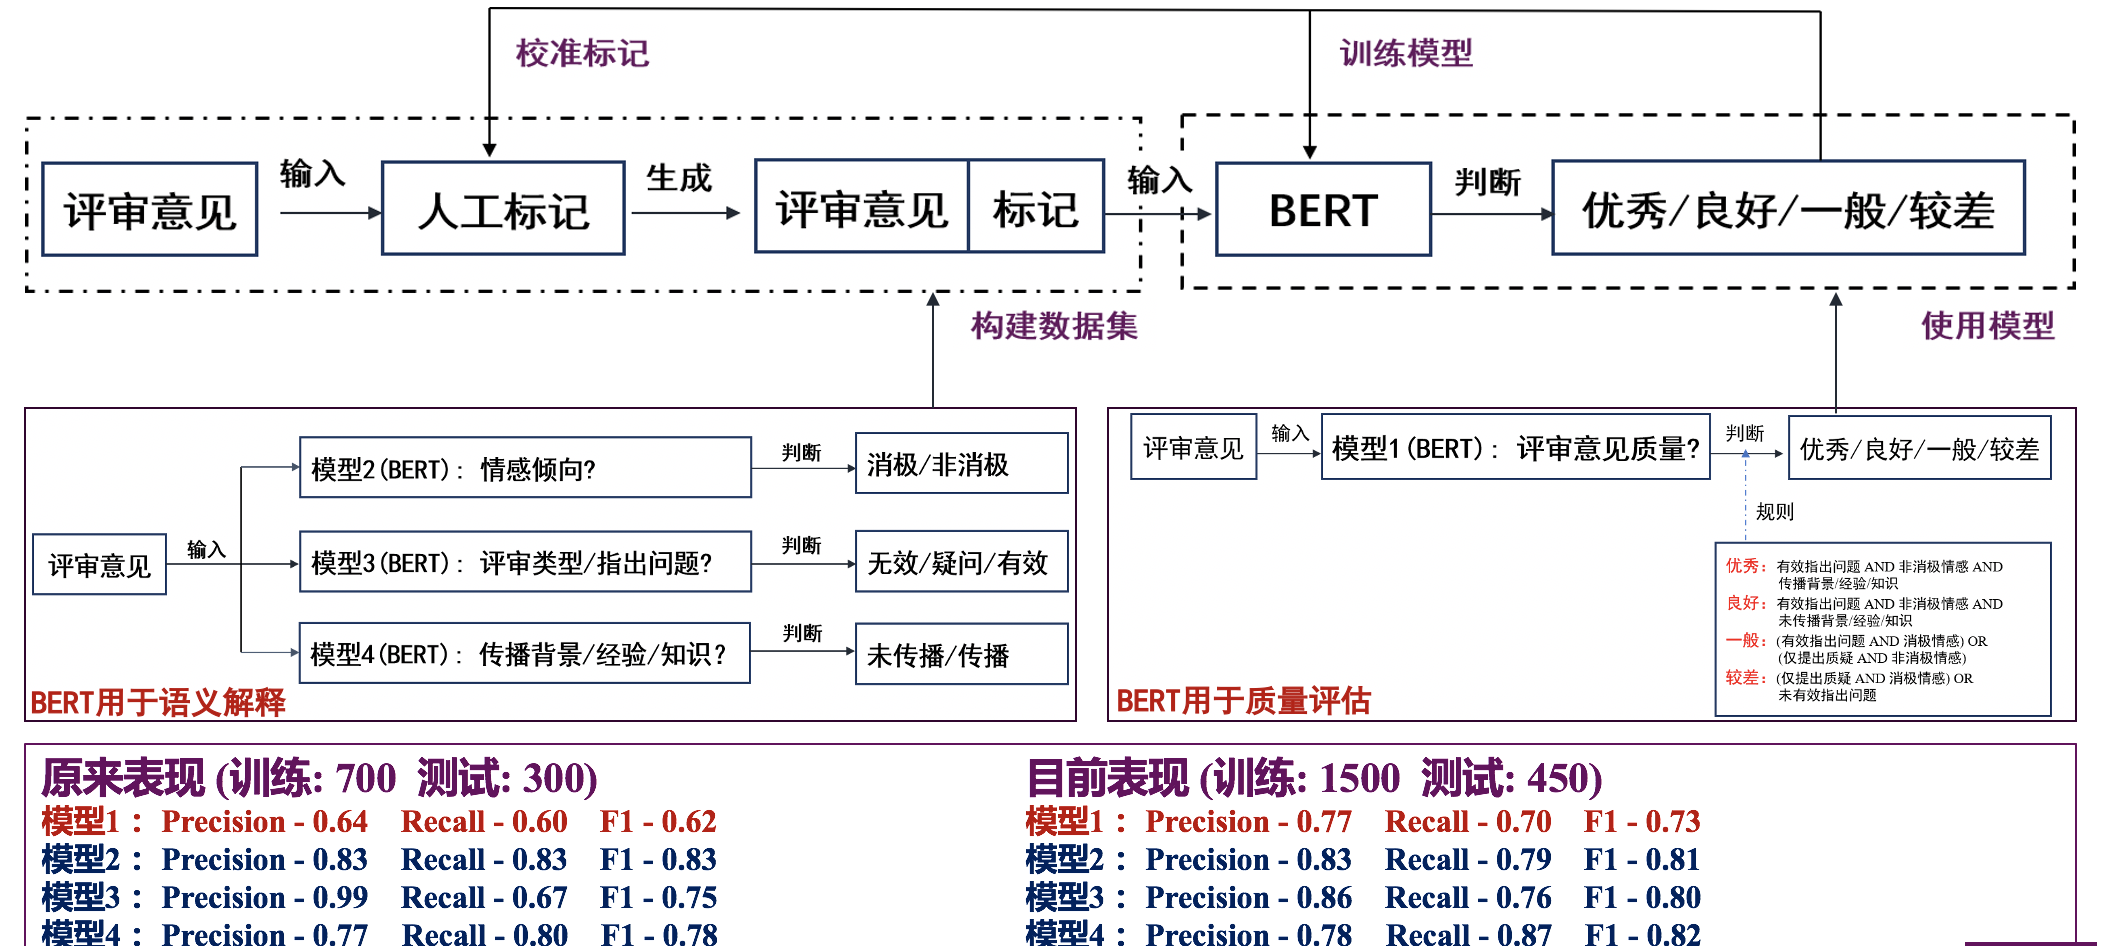 校准标记
训练模型
评审意见
输入
人工标记
生成
评审意见
标记
输入
BERT
判断
优秀/良好/一般/较差
构建数据集
使用模型
评审意见
输入
模型2(BERT): 情感倾向?
判断
消极/非消极
模型3(BERT): 评审类型/指出问题?
判断
无效/疑问/有效
模型4(BERT): 传播背景/经验/知识?
判断
未传播/传播
BERT用于语义解释
评审意见
输入
模型1(BERT): 评审意见质量?
判断
优秀/良好/一般/较差
规则
优秀: 有效指出问题 AND 非消极情感 AND
传播背景/经验/知识
良好: 有效指出问题 AND 非消极情感 AND
未传播背景/经验/知识
一般: (有效指出问题 AND 消极情感) OR
(仅提出质疑 AND 非消极情感)
较差: (仅提出质疑 AND 消极情感) OR
未有效指出问题
BERT用于质量评估
原来表现 (训练: 700 测试: 300)
模型1： Precision - 0.64 Recall - 0.60 F1 - 0.62
模型2： Precision - 0.83 Recall - 0.83 F1 - 0.83
模型3： Precision - 0.99 Recall - 0.67 F1 - 0.75
模型4： Precision - 0.77 Recall - 0.80 F1 - 0.78
目前表现 (训练: 1500 测试: 450)
模型1： Precision - 0.77 Recall - 0.70 F1 - 0.73
模型2： Precision - 0.83 Recall - 0.79 F1 - 0.81
模型3： Precision - 0.86 Recall - 0.76 F1 - 0.80
模型4： Precision - 0.78 Recall - 0.87 F1 - 0.82